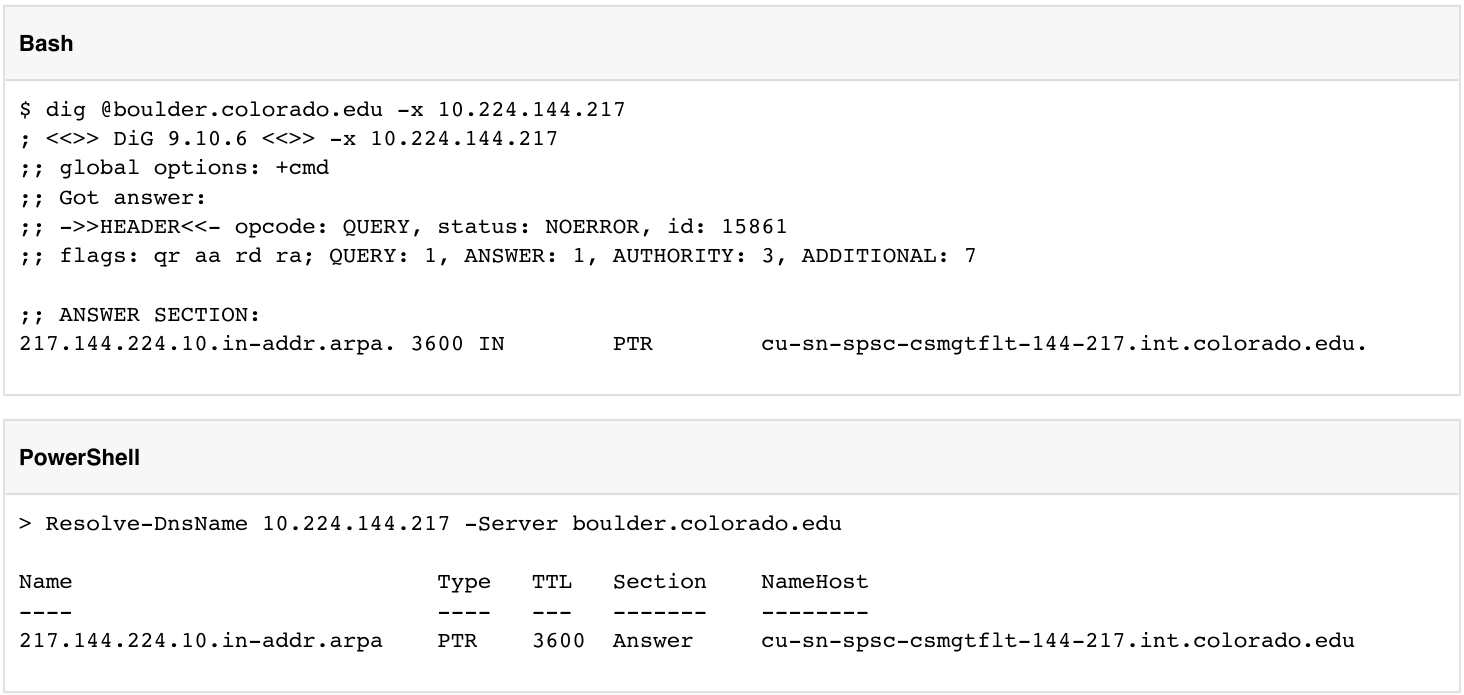 Bash
$ dig @boulder.colorado.edu -x 10.224.144.217
; <<>> DiG 9.10.6 <<>> -x 10.224.144.217
;; global options: +cmd
;; Got answer:
;; ->>HEADER<<- opcode: QUERY, status: NOERROR, id: 15861
;; flags: qr aa rd ra; QUERY: 1, ANSWER: 1, AUTHORITY: 3, ADDITIONAL: 7
;; ANSWER SECTION:
217.144.224.10.in-addr.arpa. 3600 IN        PTR        cu-sn-spsc-csmgtflt-144-217.int.colorado.edu.
PowerShell
> Resolve-DnsName 10.224.144.217 -Server boulder.colorado.edu
Name                           Type   TTL   Section    NameHost
----                           ----   ---   -------    --------
217.144.224.10.in-addr.arpa    PTR    3600  Answer     cu-sn-spsc-csmgtflt-144-217.int.colorado.edu